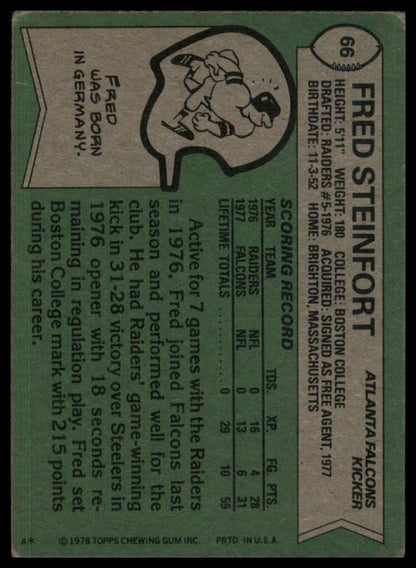 66
FRED STEINFORT
ATLANTA FALCONS
KICKER
HEIGHT: 5'11" WEIGHT: 180 COLLEGE: BOSTON COLLEGE
DRAFTED: RAIDERS #5-1976 ACQUIRED: SIGNED AS FREE AGENT, 1977
BIRTHDATE: 11-3-52 HOME: BRIGHTON, MASSACHUSETTS
FRED
WAS BORN
IN GERMANY.
SCORING RECORD
YEAR TEAM TDS. XP. FG. PTS.
1976 RAIDERS NFL 0 16 4 28
1977 FALCONS NFL 0 13 6 31
LIFETIME TOTALS 0 29 10 59
Active for 7 games with the Raiders
in 1976, Fred joined Falcons last
season and performed well for the
club. He had Raiders' game-winning
kick in 31-28 victory over Steelers in
1976 opener with 18 seconds re-
maining in regulation play. Fred set
Boston College mark with 215 points
during his career.
A*
©1978 TOPPS CHEWING GUM INC. PRTD. IN U.S.A.